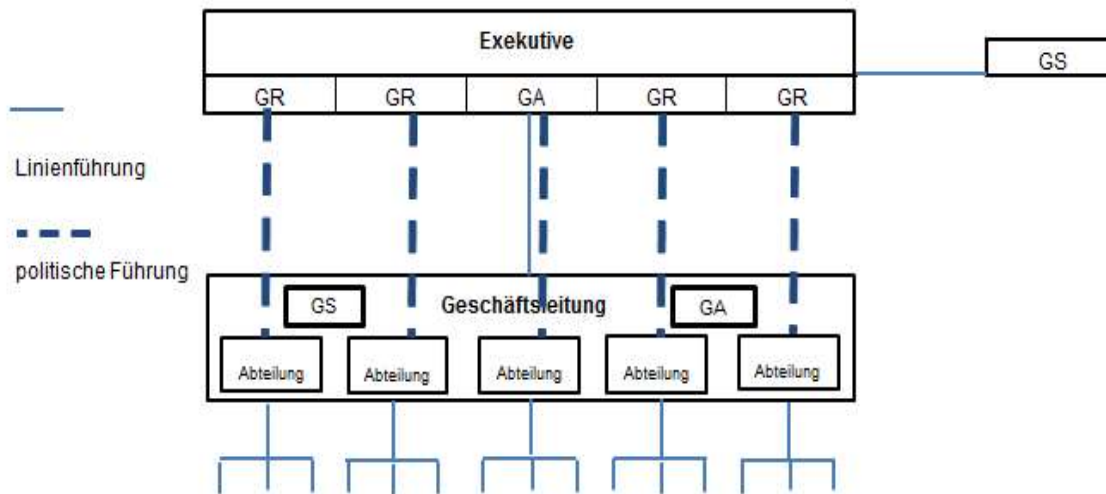 Exekutive
GS
GR GR GA GR GR
Linienführung
politische Führung
GS Geschäftsleitung GA
Abteilung Abteilung Abteilung Abteilung Abteilung